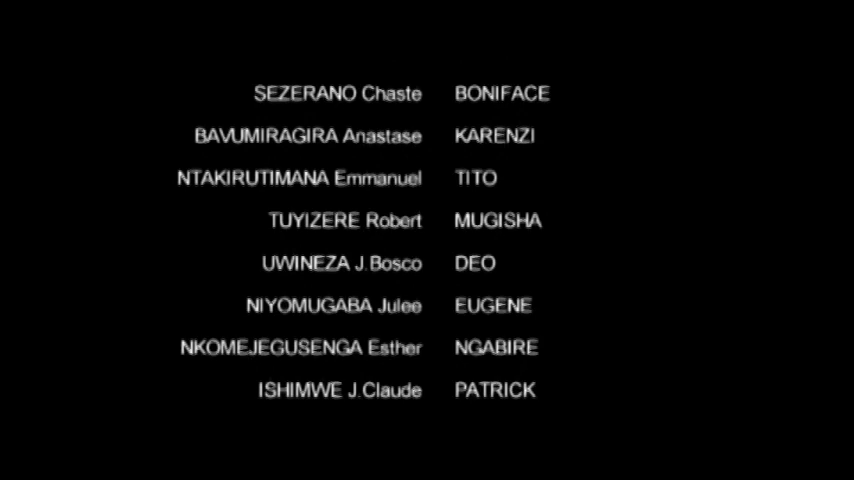 SEZERANO Chaste BONIFACE
BAVUMIRAGIRA Anastase KARENZI
NTAKIRUTIMANA Emmanuel TITO
TUYIZERE Robert MUGISHA
UWINEZA J.Bosco DEO
NIYOMUGABA Julee EUGENE
NKOMEJEGUSENGA Esther NGABIRE
ISHIMWE J.Claude PATRICK